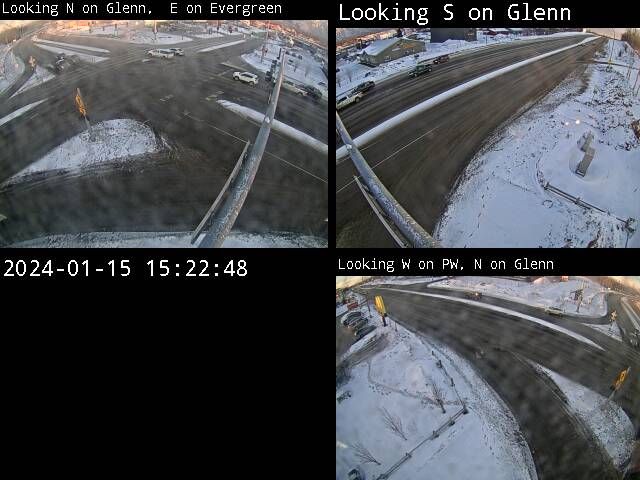 Looking N on Glenn,  E on Evergreen
Looking S on Glenn
2024-01-15 15:22:48
Looking W on PW, N on Glenn